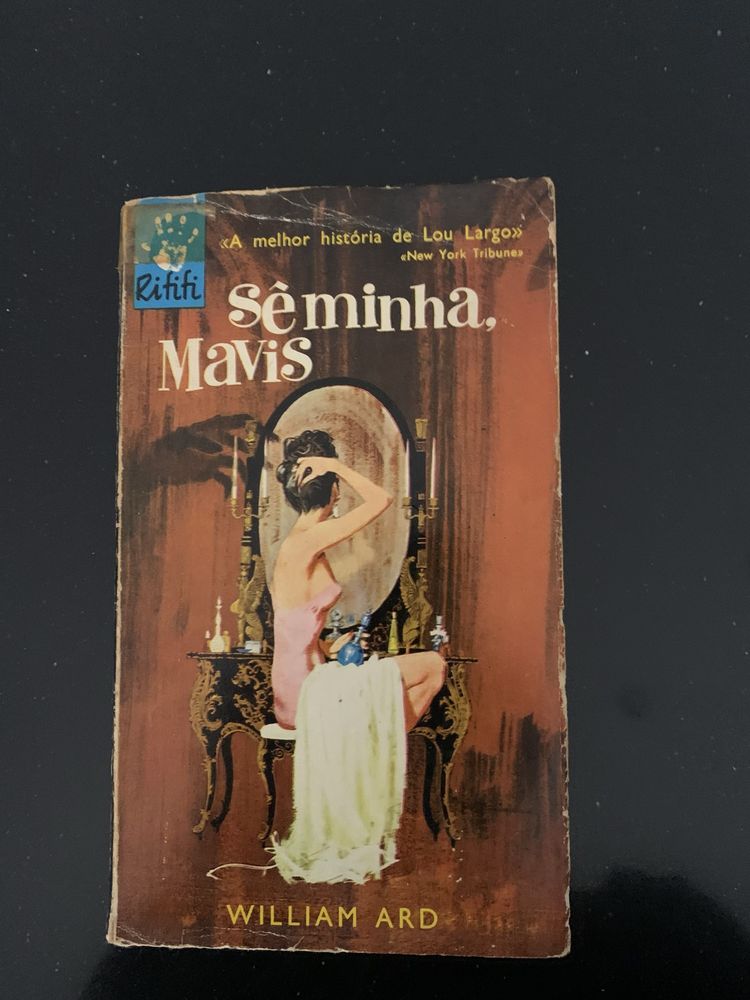 «A melhor história de Lou Largo»
«New York Tribune»
Rififi
Sê minha,
Mavis
WILLIAM ARD